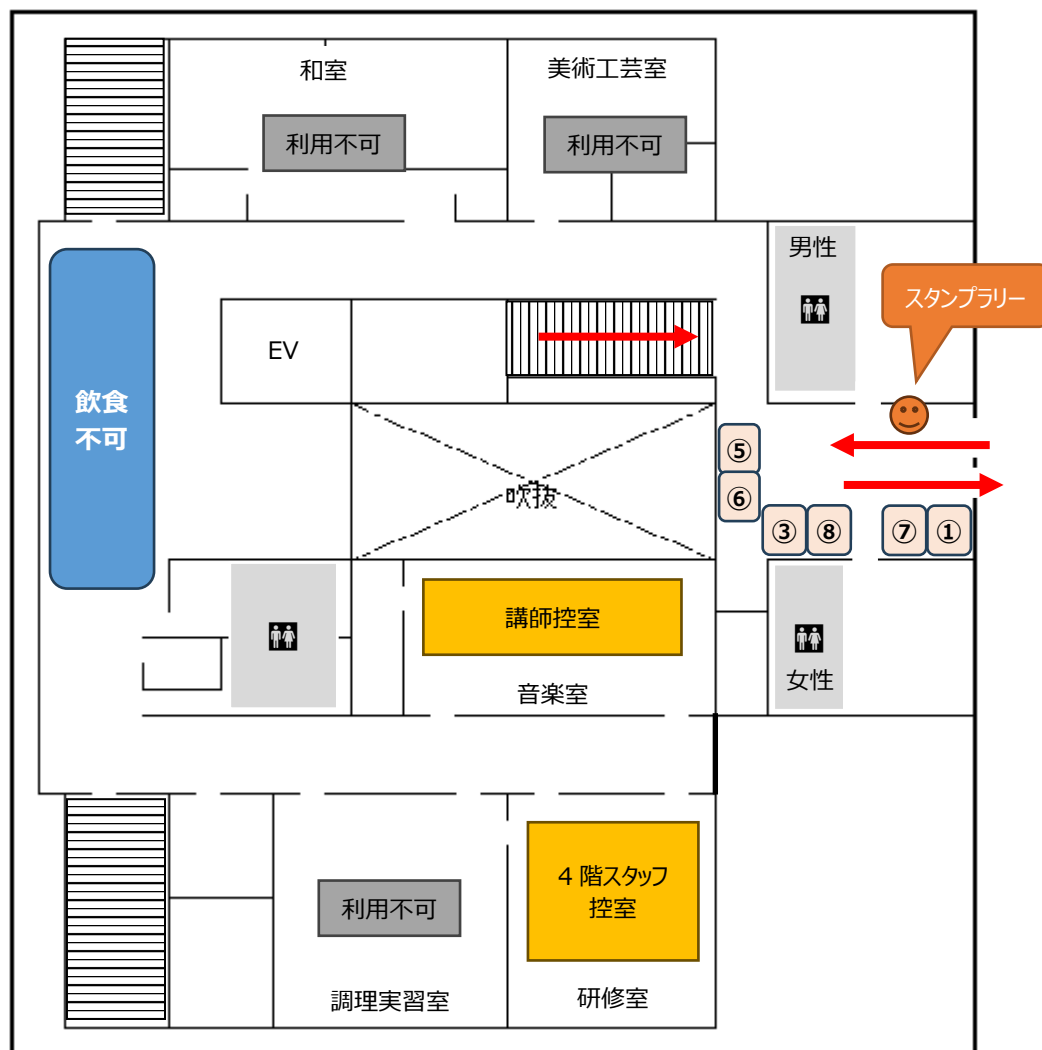 和室
美術工芸室
利用不可
利用不可
男性
スタンプラリー
EV
飲食
不可
⑤
⑥
吹抜
③
⑧
⑦
①
講師控室
音楽室
女性
4 階スタッフ
控室
利用不可
調理実習室
研修室